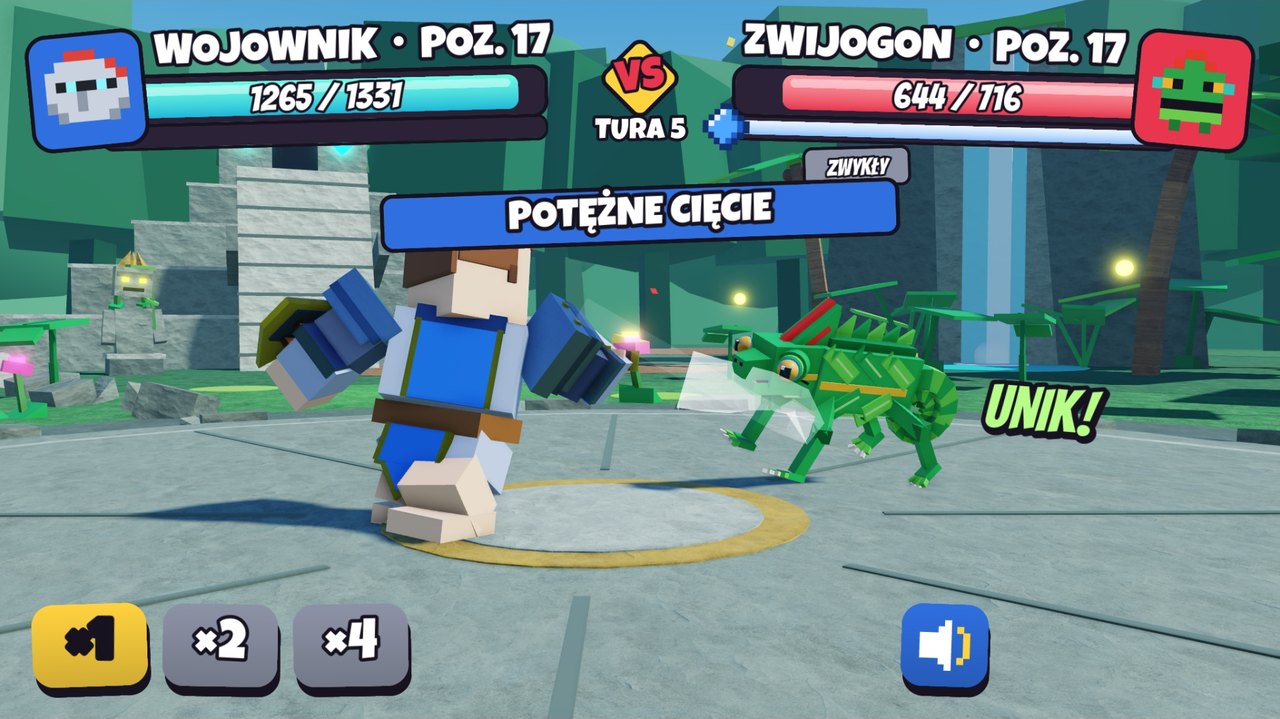 WOJOWNIK • POZ. 17
1265 / 1331
VS
TURA 5
ZWIJOGON • POZ. 17
644 / 716
ZWYKŁY
POTĘŻNE CIĘCIE
UNIK!
×1
×2
×4